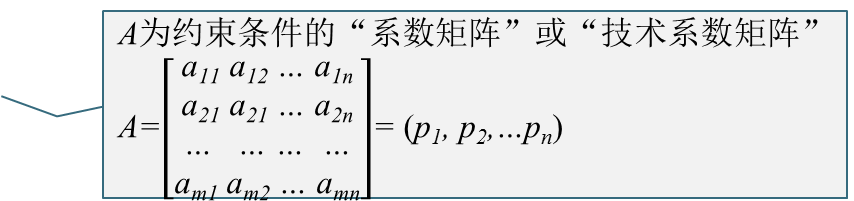 A为约束条件的“系数矩阵”或“技术系数矩阵”
a11 a12 ... a1n
a21 a21 ... a2n
A= ... ... ... ... = (p1, p2,...pn)
am1 am2 ... amn